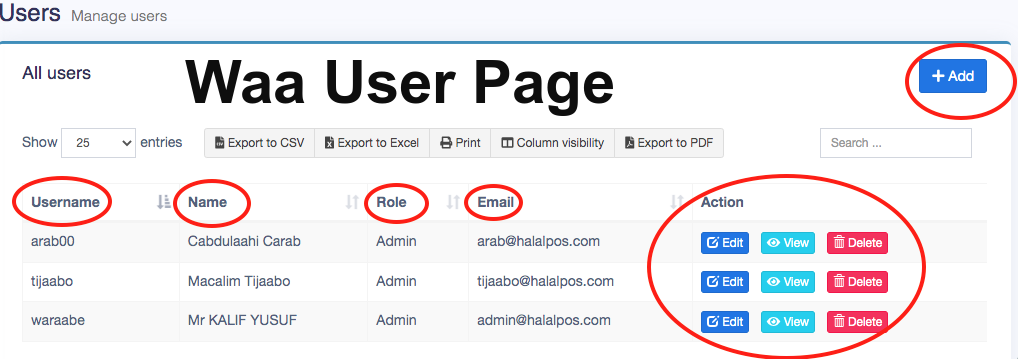 Users Manage users
All users
Waa User Page
+ Add
Show 25 entries
Export to CSV Export to Excel Print Column visibility Export to PDF
Search ...
Username Name Role Email Action
arab00 Cabdulaahi Carab Admin arab@halalpos.com Edit View Delete
tijaabo Macalim Tijaabo Admin tijaabo@halalpos.com Edit View Delete
waraabe Mr KALIF YUSUF Admin admin@halalpos.com Edit View Delete